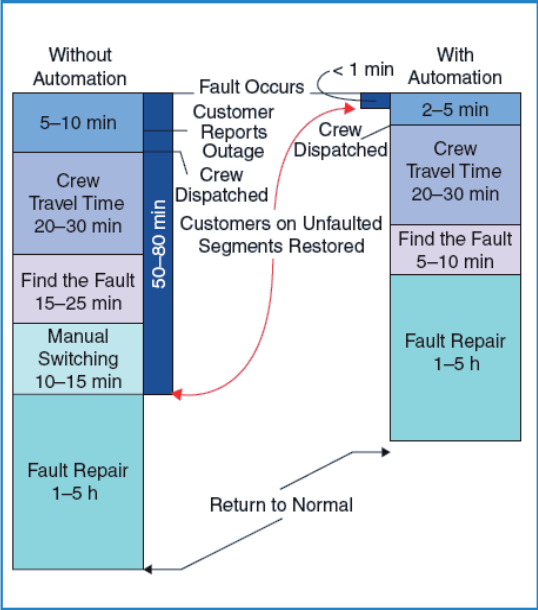 Without
Automation
5–10 min
Crew
Travel Time
20–30 min
Find the Fault
15–25 min
Manual
Switching
10–15 min
Fault Repair
1–5 h
50–80 min
Fault Occurs
Customer
Reports
Outage
Crew
Dispatched
Customers on Unfaulted
Segments Restored
Return to Normal
< 1 min
Crew
Dispatched
With
Automation
2–5 min
Crew
Travel Time
20–30 min
Find the Fault
5–10 min
Fault Repair
1–5 h